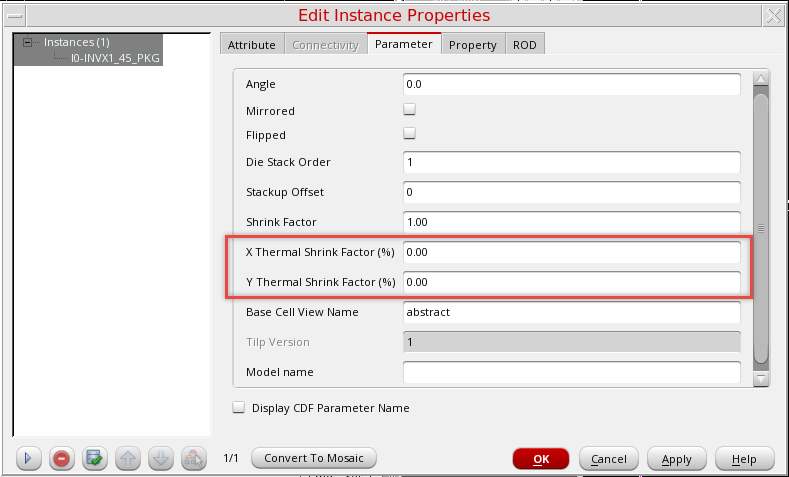 Edit Instance Properties
Instances (1)
I0-INVX1_45_PKG
Attribute Connectivity Parameter Property ROD
Angle 0.0
Mirrored
Flipped
Die Stack Order 1
Stackup Offset 0
Shrink Factor 1.00
X Thermal Shrink Factor (%) 0.00
Y Thermal Shrink Factor (%) 0.00
Base Cell View Name abstract
Tilp Version 1
Model name
Display CDF Parameter Name
1/1 Convert To Mosaic OK Cancel Apply Help